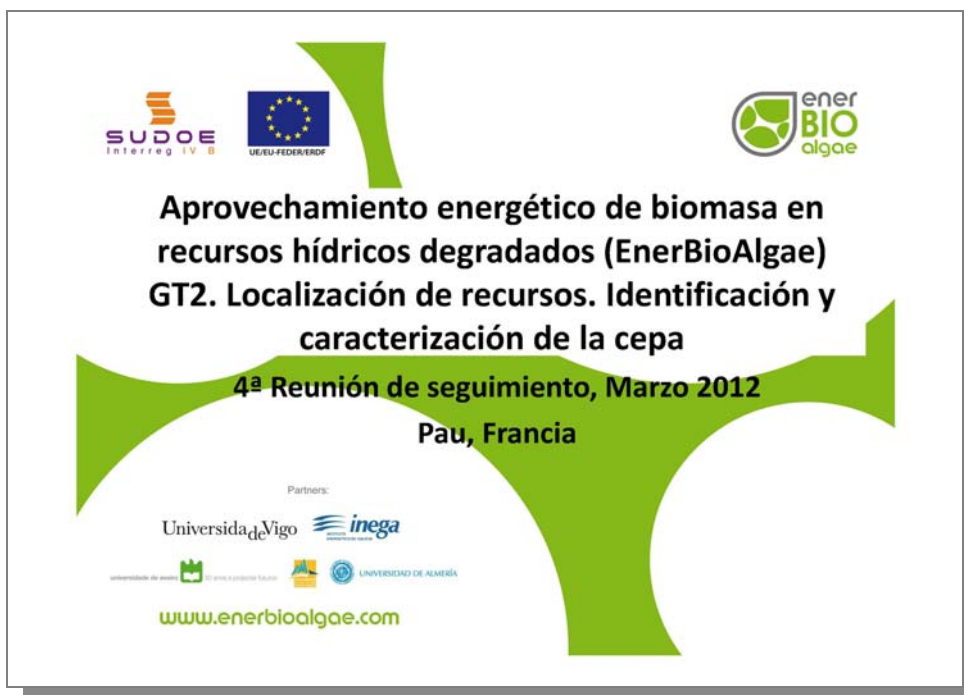 SUDOE
Interreg IV B
UE/EU-FEDER/ERDF
ener
BIO
algae
Aprovechamiento energético de biomasa en
recursos hídricos degradados (EnerBioAlgae)
GT2. Localización de recursos. Identificación y
caracterización de la cepa
4ª Reunión de seguimiento, Marzo 2012
Pau, Francia
Partners:
UniversidadeVigo
inega
universidade de aveiro
UNIVERSIDAD DE ALMERÍA
www.enerbioalgae.com